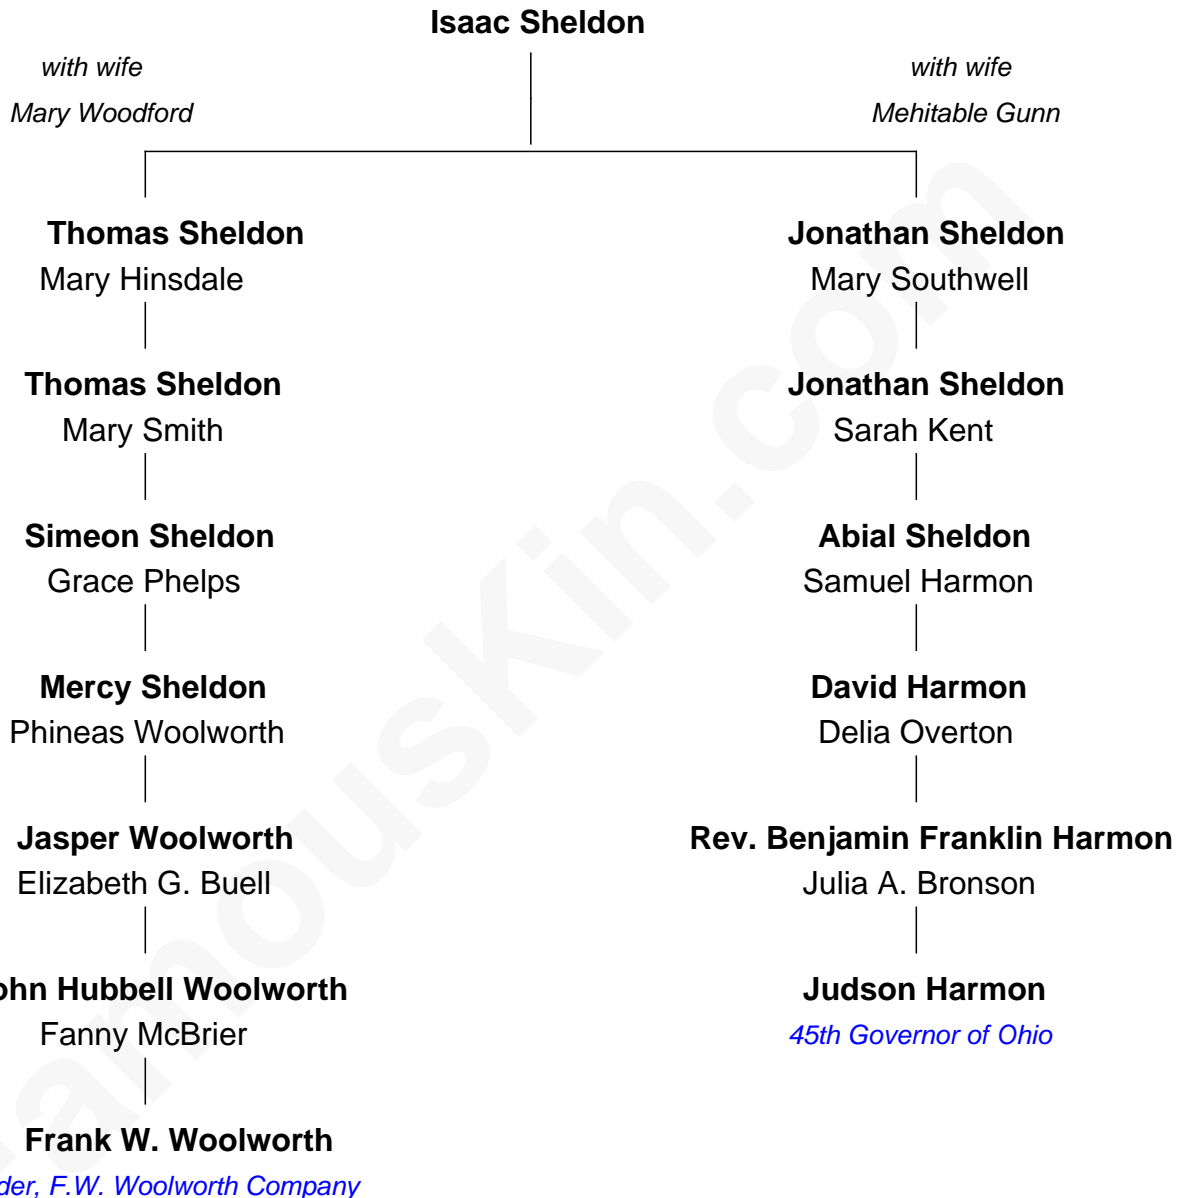 Isaac Sheldon
with wife
Mary Woodford
with wife
Mehitable Gunn
Thomas Sheldon
Mary Hinsdale
Jonathan Sheldon
Mary Southwell
Thomas Sheldon
Mary Smith
Jonathan Sheldon
Sarah Kent
Simeon Sheldon
Grace Phelps
Abial Sheldon
Samuel Harmon
Mercy Sheldon
Phineas Woolworth
David Harmon
Delia Overton
Jasper Woolworth
Elizabeth G. Buell
Rev. Benjamin Franklin Harmon
Julia A. Bronson
Hubbell Woolworth
Fanny McBrier
Judson Harmon
45th Governor of Ohio
Frank W. Woolworth
F.W. Woolworth Company
amousKin.com